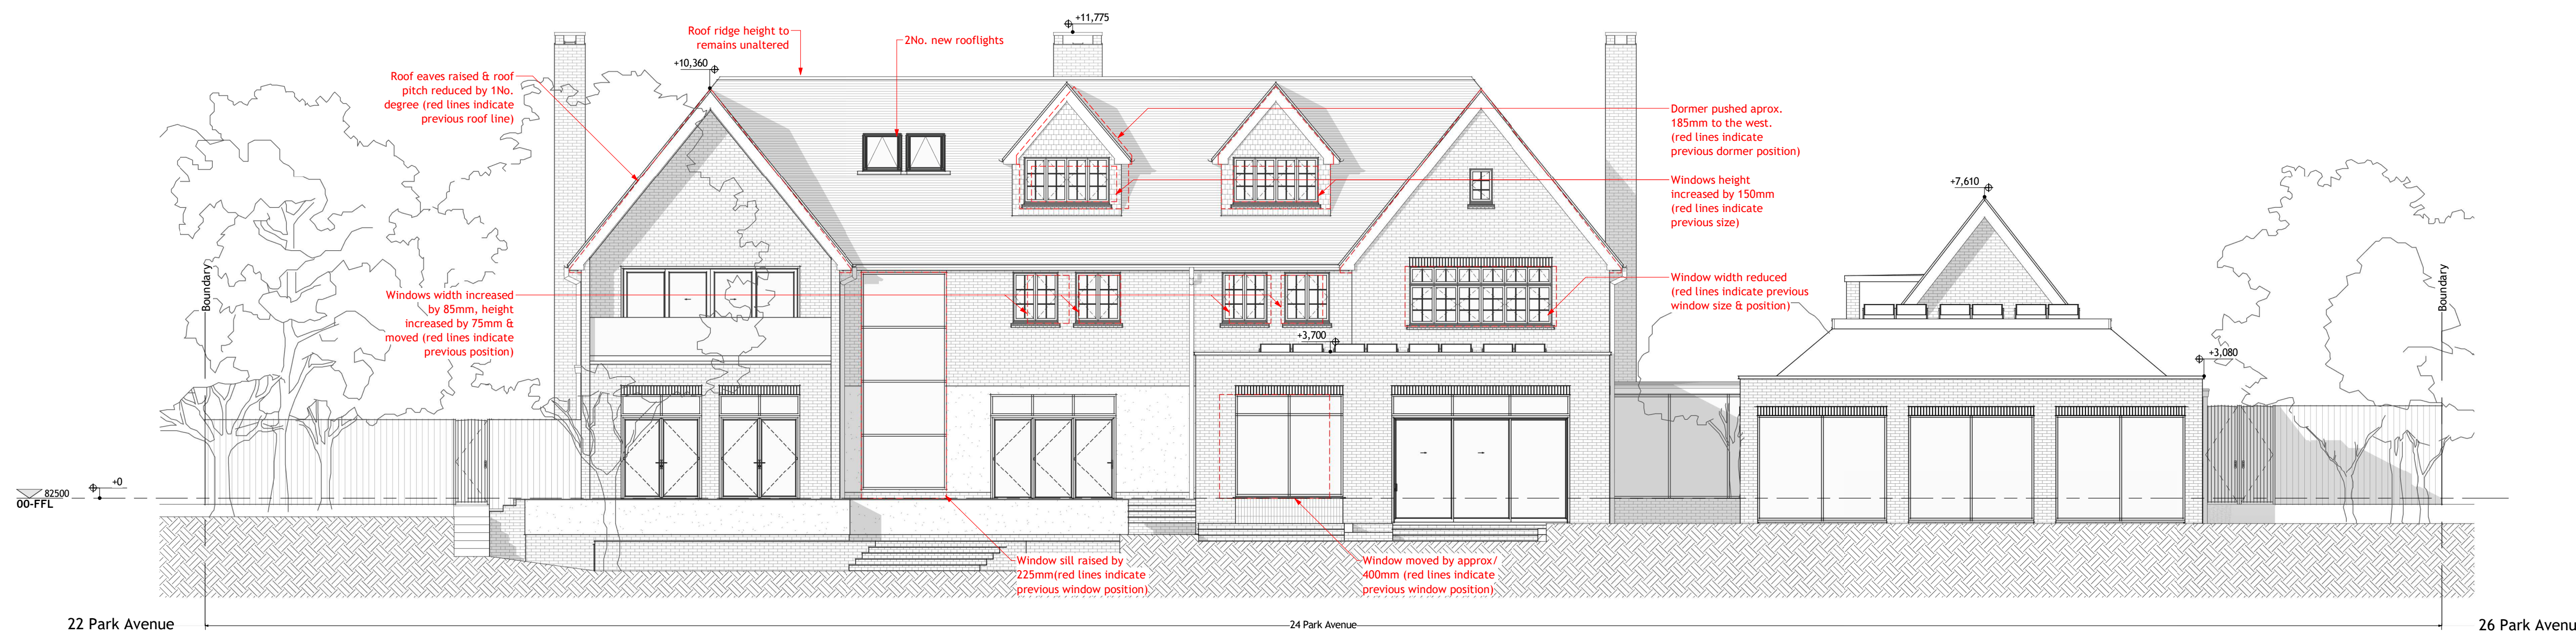 +11,775
Roof ridge height to
remains unaltered
2No. new rooflights
+10,360
Roof eaves raised & roof
pitch reduced by 1No.
degree (red lines indicate
previous roof line)
Dormer pushed aprox.
185mm to the west.
(red lines indicate
previous dormer position)
Windows height
increased by 150mm
(red lines indicate
previous size)
+7,610
Boundary
Boundary
Window width reduced
(red lines indicate previous
window size & position)
Windows width increased
by 85mm, height
increased by 75mm &
moved (red lines indicate
previous position)
+3,700
+3,080
+0
82500
00-FFL
Window sill raised by
225mm(red lines indicate
previous window position)
Window moved by approx/
400mm (red lines indicate
previous window position)
22 Park Avenue
24 Park Avenue
26 Park Avenu